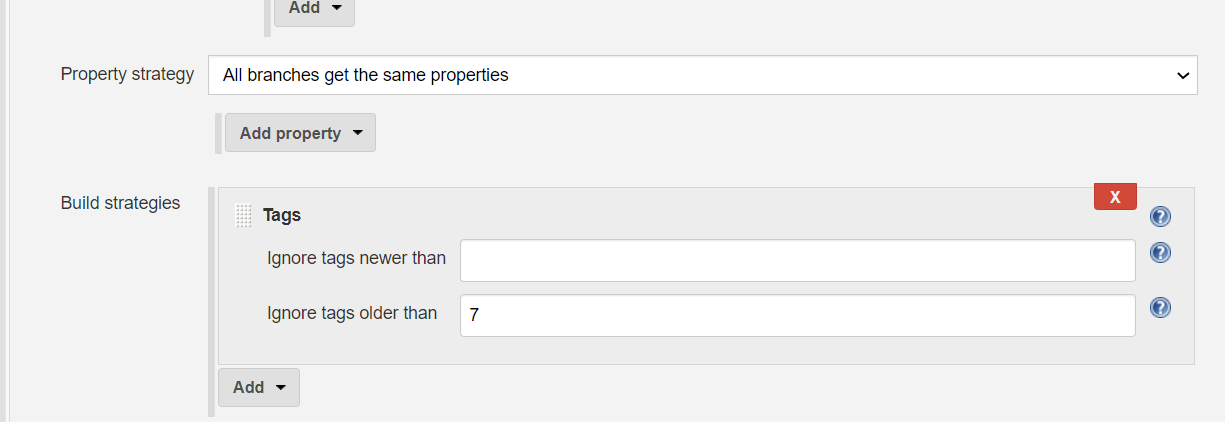 Add
Property strategy
All branches get the same properties
Add property
Build strategies
X
Tags
?
Ignore tags newer than
?
Ignore tags older than
7
?
Add